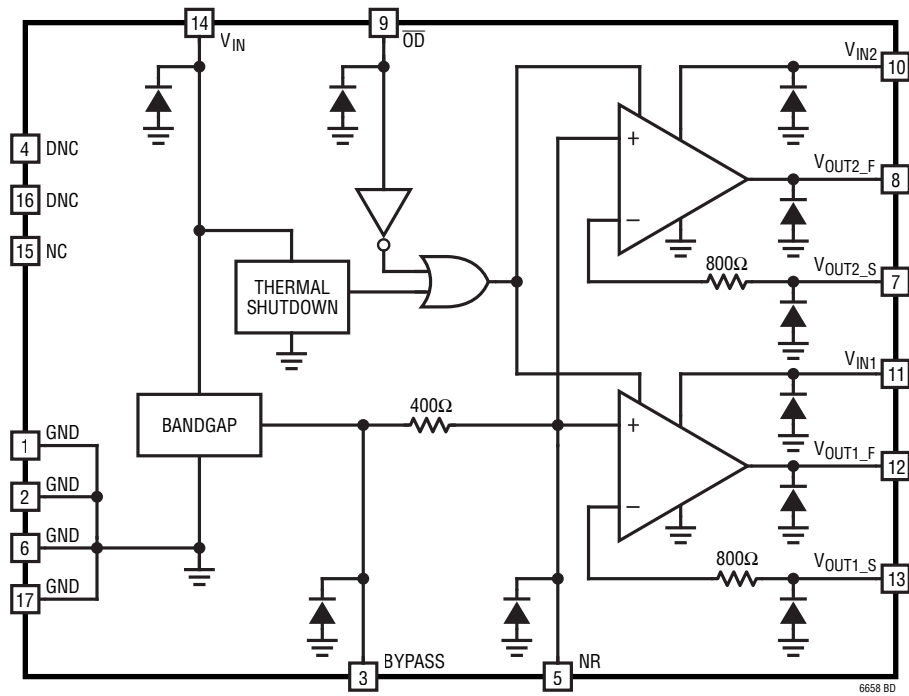 14
V_IN
9
OD
V_IN2
10
4
DNC
16
DNC
15
NC
+
−
V_OUT2_F
8
THERMAL
SHUTDOWN
800Ω
V_OUT2_S
7
V_IN1
11
BANDGAP
400Ω
+
−
1
GND
2
GND
6
GND
17
GND
V_OUT1_F
12
800Ω
V_OUT1_S
13
BYPASS
3
NR
5
6658 BD